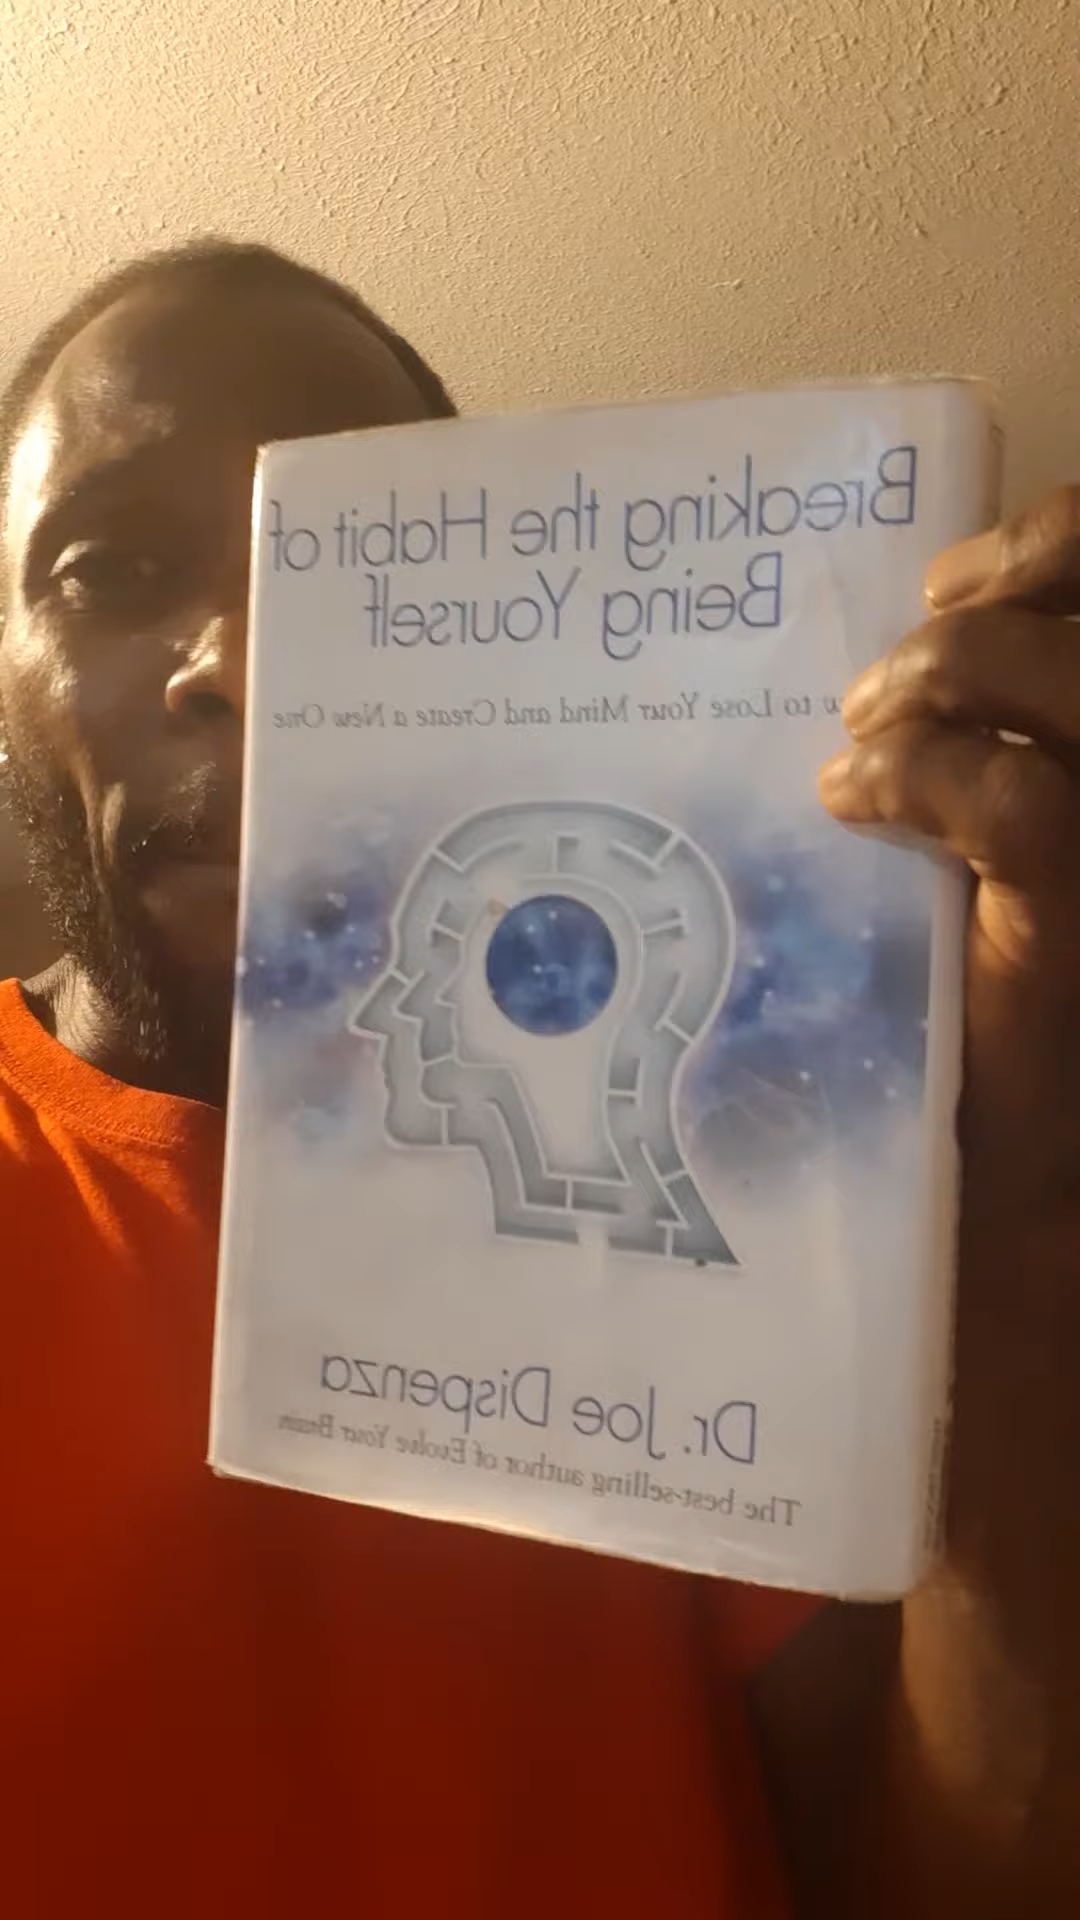 Breaking the Habit of
Being Yourself
to Lose Your Mind and Create a New One
Dr. Joe Dispenza
The best-selling author of Evolve Your Brain